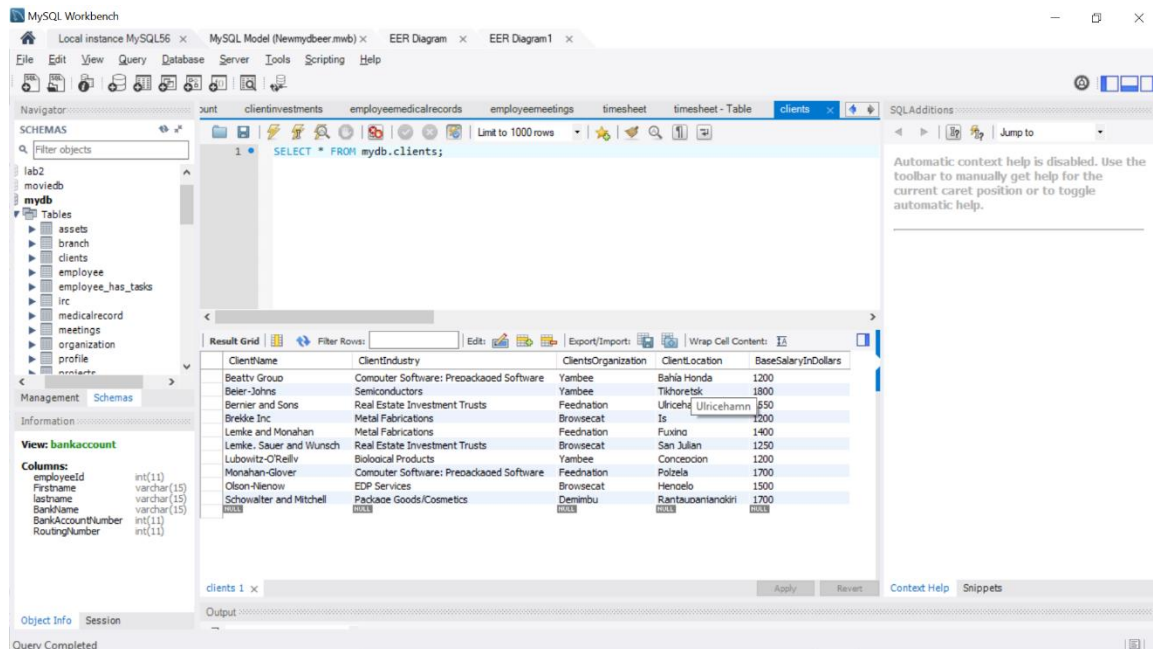 MySQL Workbench
Local instance MySQL56 × MySQL Model (Newmydbeer.mwb) × EER Diagram × EER Diagram1 ×
File Edit View Query Database Server Tools Scripting Help
Navigator
SCHEMAS
Filter objects
lab2
moviedb
mydb
Tables
assets
branch
clients
employee
employee_has_tasks
irc
medicalrecord
meetings
organization
profile
projects
Management Schemas
Information
View: bankaccount
Columns:
employeeId int(11)
Firstname varchar(15)
lastname varchar(15)
BankName varchar(15)
BankAccountNumber int(11)
RoutingNumber int(11)
Object Info Session
Query Completed
ount clientinvestments employeemedicalrecords employeemeetings timesheet timesheet - Table clients ×
Limit to 1000 rows
1 SELECT * FROM mydb.clients;
Result Grid Filter Rows: Edit: Export/Import: Wrap Cell Content:
ClientName ClientIndustry ClientsOrganization ClientLocation BaseSalaryInDollars
Beatty Group Computer Software: Prepackaged Software Yambee Bahía Honda 1200
Beier-Johns Semiconductors Yambee Tikhoretsk 1800
Bernier and Sons Real Estate Investment Trusts Feednation Ulriceha Ulricehamn 550
Brekke Inc Metal Fabrications Browsecat Is 1200
Lemke and Monahan Metal Fabrications Feednation Fuxing 1400
Lemke, Sauer and Wunsch Real Estate Investment Trusts Browsecat San Julian 1250
Lubowitz-O'Reilly Biological Products Yambee Concepcion 1200
Monahan-Glover Computer Software: Prepackaged Software Feednation Polzela 1700
Olson-Nienow EDP Services Browsecat Hengelo 1500
Schowalter and Mitchell Package Goods/Cosmetics Demimbu Rantaupanjangkiri 1700
NULL NULL NULL NULL NULL
clients 1 × Apply Revert
Output
SQLAdditions
Jump to
Automatic context help is disabled. Use the
toolbar to manually get help for the
current caret position or to toggle
automatic help.
Context Help Snippets